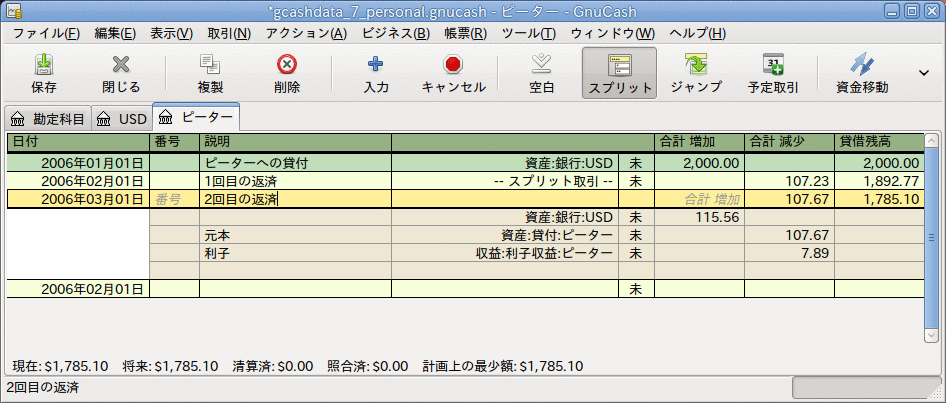 *gcashdata_7_personal.gnucash - ピーター - GnuCash
ファイル(F) 編集(E) 表示(V) 取引(N) アクション(A) ビジネス(B) 帳票(R) ツール(T) ウィンドウ(W) ヘルプ(H)
保存 閉じる 複製 削除 入力 キャンセル 空白 スプリット ジャンプ 予定取引 資金移動
勘定科目 USD ピーター
日付 番号 説明 合計 増加 合計 減少 貸借残高
2006年01月01日 ピーターへの貸付 資産:銀行:USD 未 2,000.00 2,000.00
2006年02月01日 1回目の返済 -- スプリット取引 -- 未 107.23 1,892.77
2006年03月01日 番号 2回目の返済 合計 増加 107.67 1,785.10
資産:銀行:USD 未 115.56
元本 資産:貸付:ピーター 未 107.67
利子 収益:利子収益:ピーター 未 7.89
2006年02月01日 未
現在: $1,785.10 将来: $1,785.10 清算済: $0.00 照合済: $0.00 計画上の最少額: $1,785.10
2回目の返済